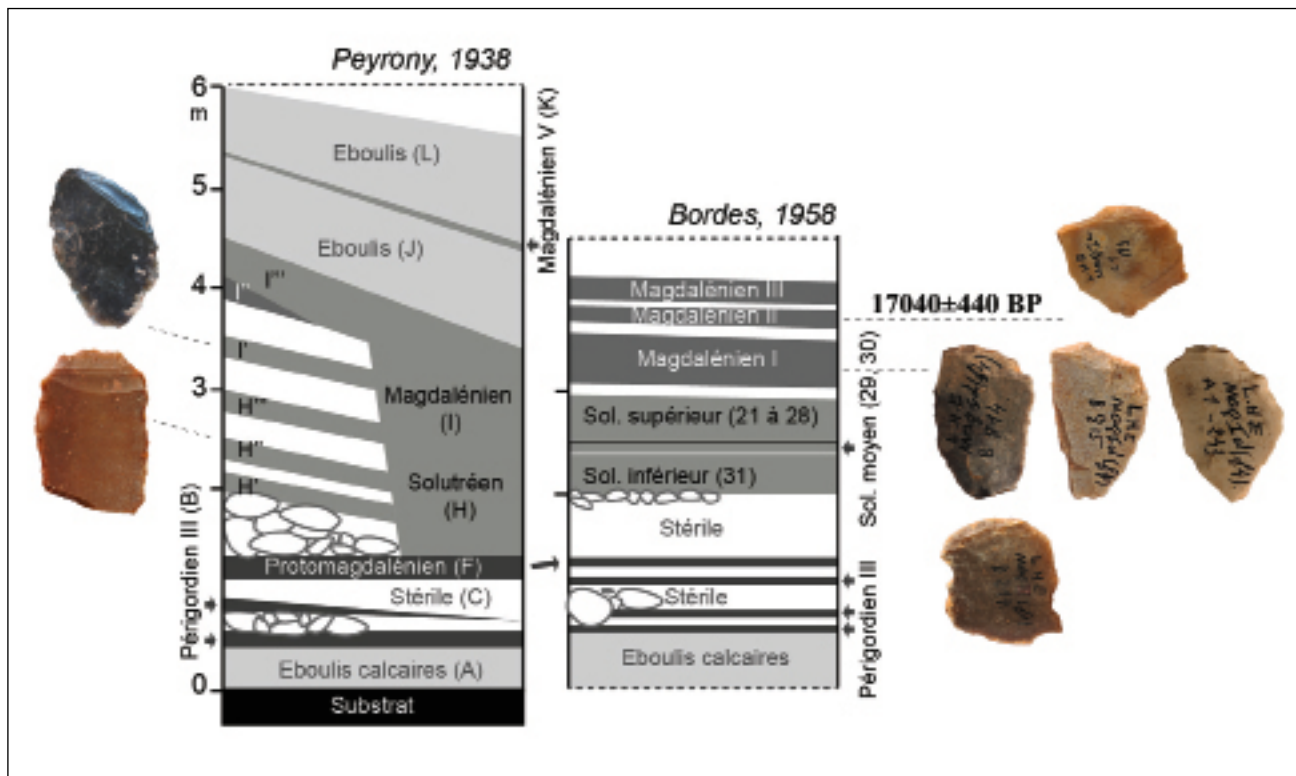 Peyrony, 1938
6
m
5
4
3
2
1
0
Eboulis (L)
Eboulis (J)
I'''
I''
I'
H'''
H''
H'
Magdalénien
(I)
Solutréen
(H)
Protomagdalénien (F)
Stérile (C)
Eboulis calcaires (A)
Substrat
Périgordien III (B)
Magdalénien V (K)
Bordes, 1958
Magdalénien III
Magdalénien II
Magdalénien I
Sol. supérieur (21 à 28)
Sol. inférieur (31)
Stérile
Stérile
Eboulis calcaires
17040±440 BP
Sol. moyen (29, 30)
Périgordien III